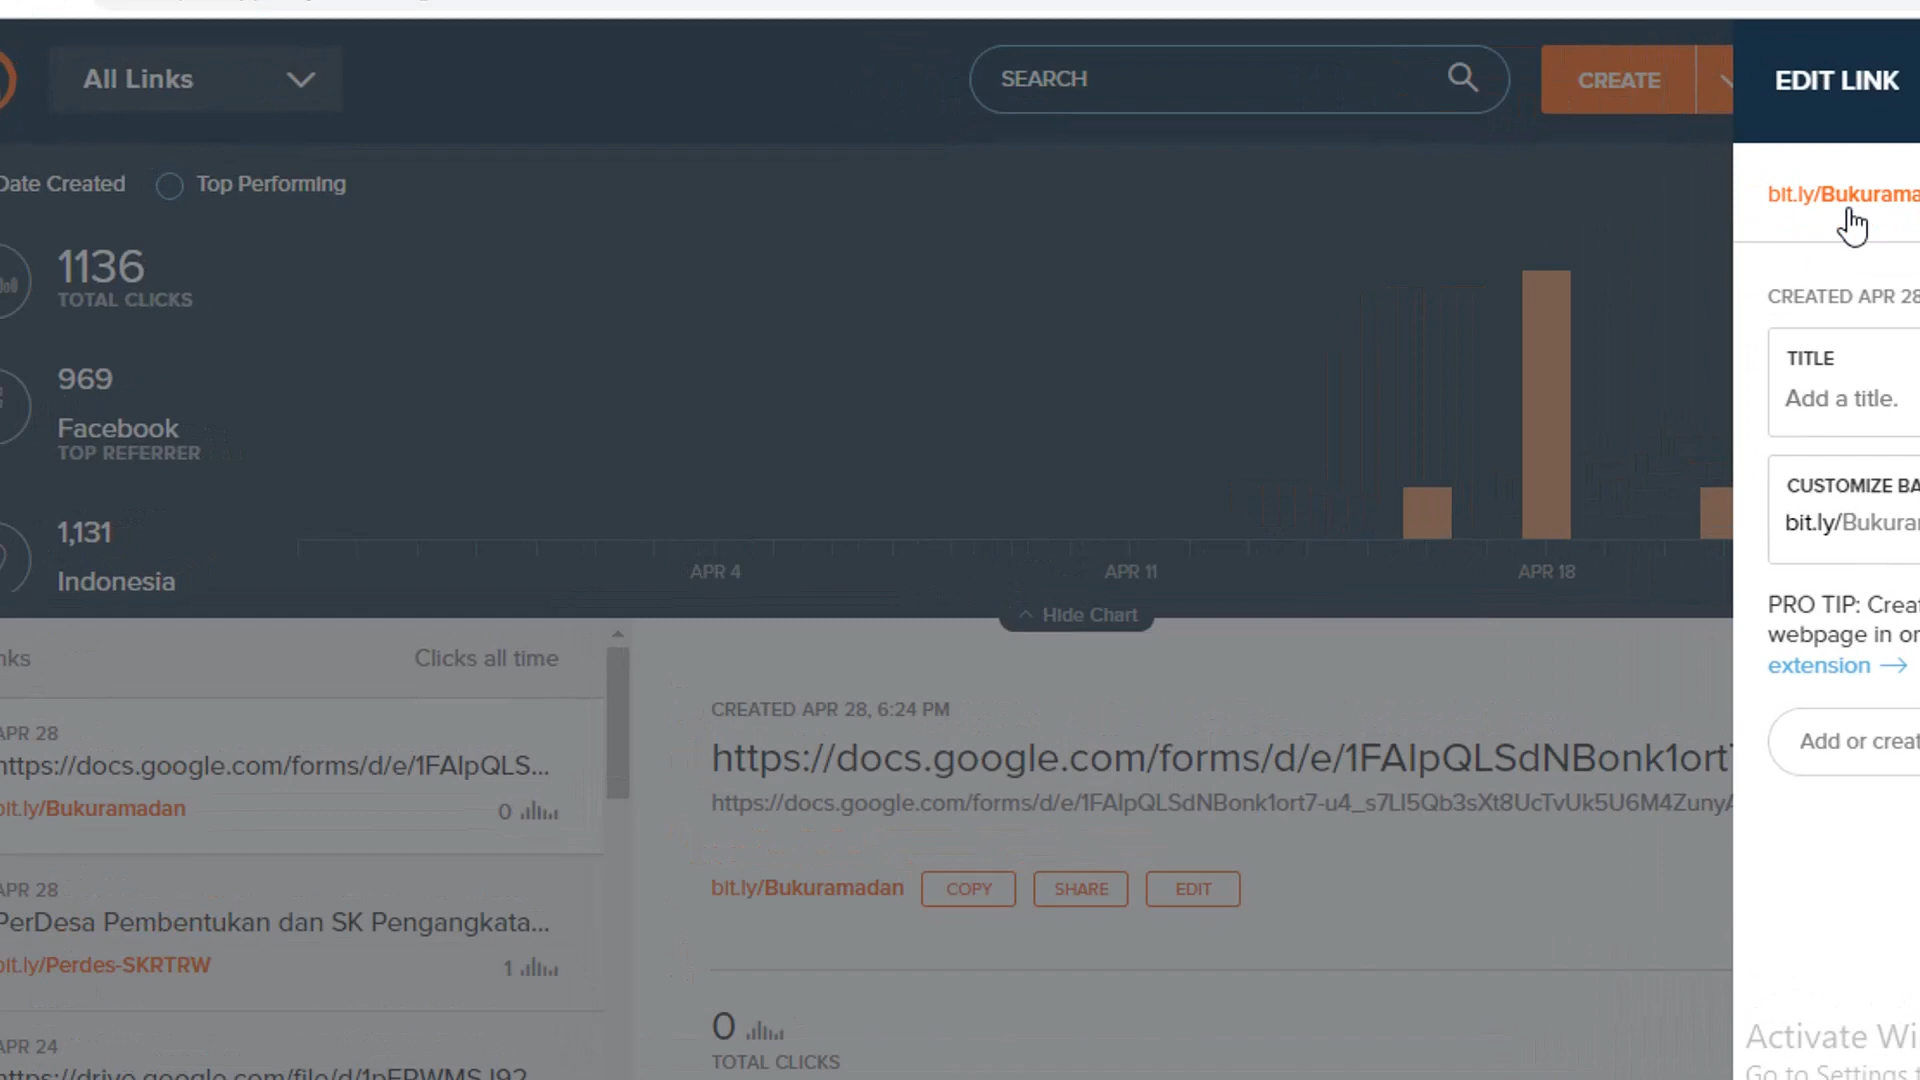 All Links
SEARCH
CREATE
EDIT LINK
Date Created
Top Performing
bit.ly/Bukurama
1136
TOTAL CLICKS
CREATED APR 28
969
Facebook
TOP REFERRER
TITLE
Add a title.
1,131
Indonesia
CUSTOMIZE BA
bit.ly/Bukurar
APR 4
APR 11
APR 18
Hide Chart
PRO TIP: Creat
webpage in or
extension →
nks
Clicks all time
APR 28
https://docs.google.com/forms/d/e/1FAIpQLS...
bit.ly/Bukuramadan
0
CREATED APR 28, 6:24 PM
https://docs.google.com/forms/d/e/1FAIpQLSdNBonk1ort
https://docs.google.com/forms/d/e/1FAIpQLSdNBonk1ort7-u4_s7Ll5Qb3sXt8UcTvUk5U6M4Zuny
Add or creat
bit.ly/Bukuramadan
COPY
SHARE
EDIT
APR 28
PerDesa Pembentukan dan SK Pengangkata...
bit.ly/Perdes-SKRTRW
1
0
TOTAL CLICKS
APR 24
Activate Wi
Go to Settings t